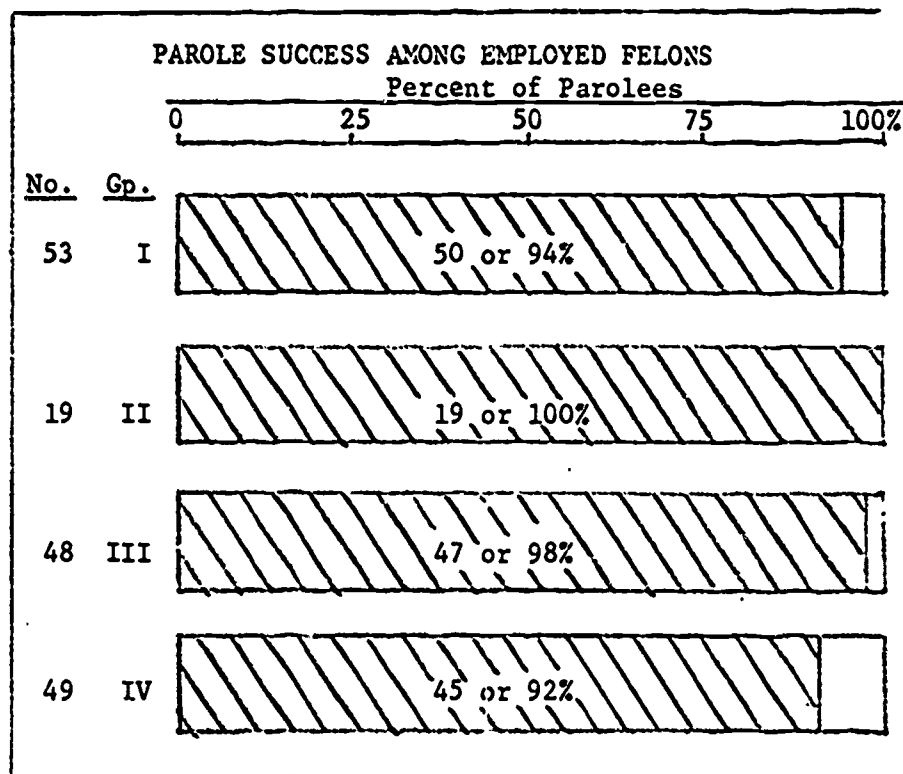 PAROLE SUCCESS AMONG EMPLOYED FELONS
Percent of Parolees
0 25 50 75 100%
No. Gp.
53 I 50 or 94%
19 II 19 or 100%
48 III 47 or 98%
49 IV 45 or 92%